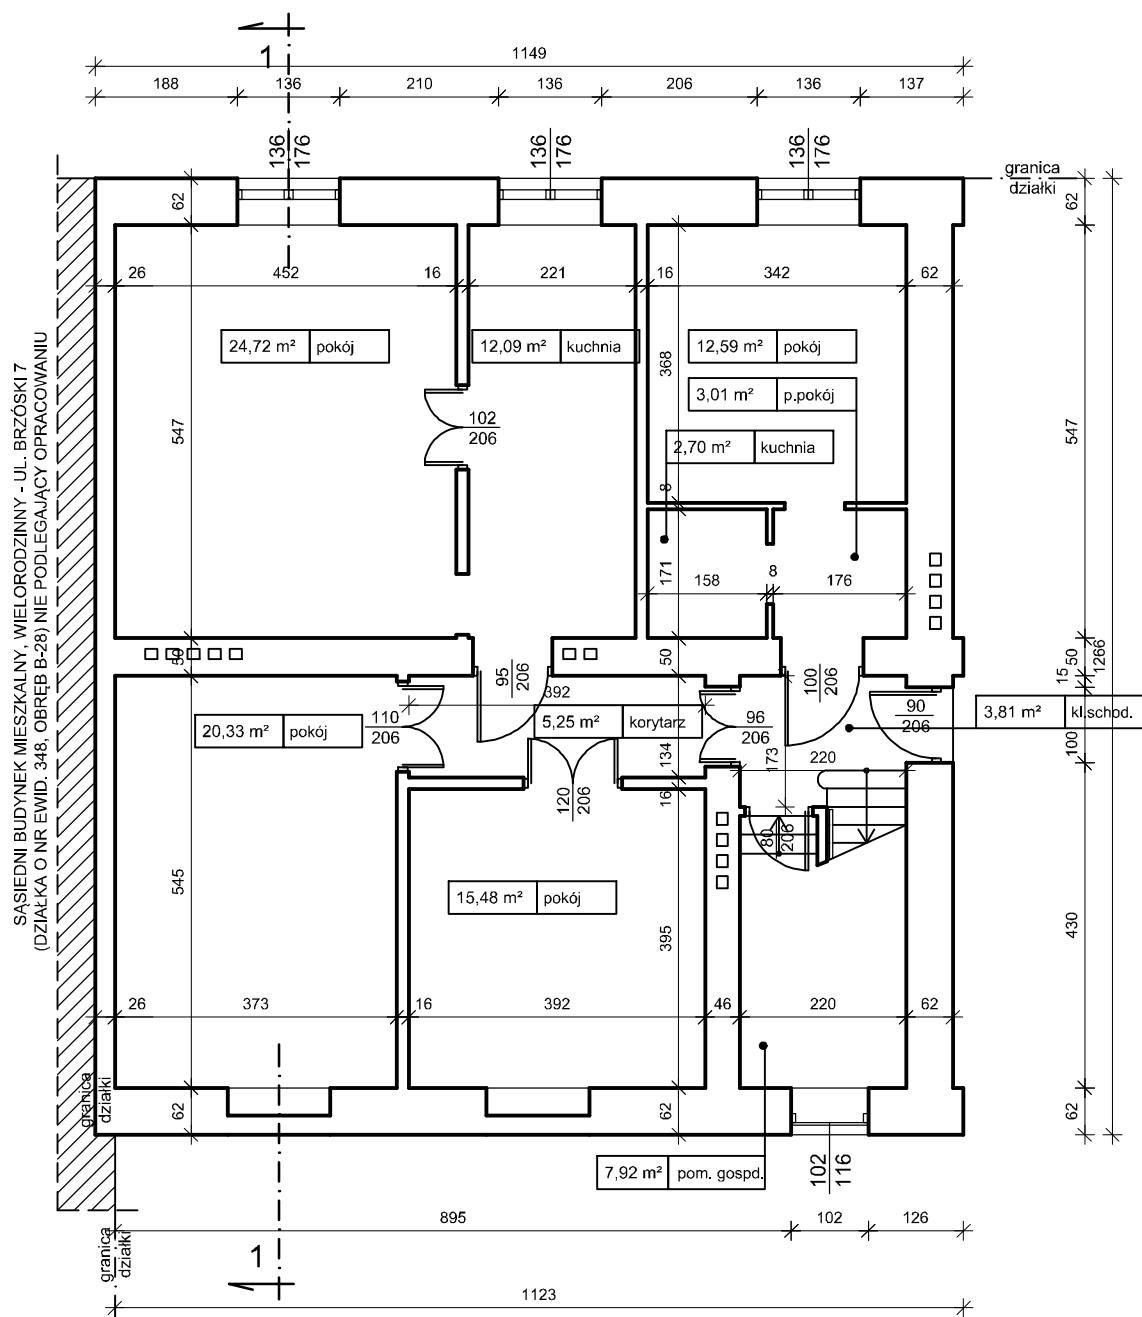 1
1149
188 136 210 136 206 136 137
136
176
136
176
136
176
granica
działki
62
62
26 452 16 221 16 342 62
24,72 m² pokój
12,09 m² kuchnia
12,59 m² pokój
3,01 m² p.pokój
2,70 m² kuchnia
368
547
547
102
206
8
171
158 8 176
SĄSIEDNI BUDYNEK MIESZKALNY, WIELORODZINNY - UL. BRZÓSKI 7
(DZIAŁKA O NR EWID. 348, OBRĘB B-28) NIE PODLEGAJĄCY OPRACOWANIU
50
50
50
15
1266
95
206
392
100
206
20,33 m² pokój
110
206
5,25 m² korytarz
96
206
90
206
3,81 m² kl.schod.
134
173
220
100
16
120
206
80
206
545
15,48 m² pokój
395
430
26 373 16 392 46 220 62
granica
działki
62
62
62
7,92 m² pom. gospd.
102
116
895 102 126
granica
działki
1
1123